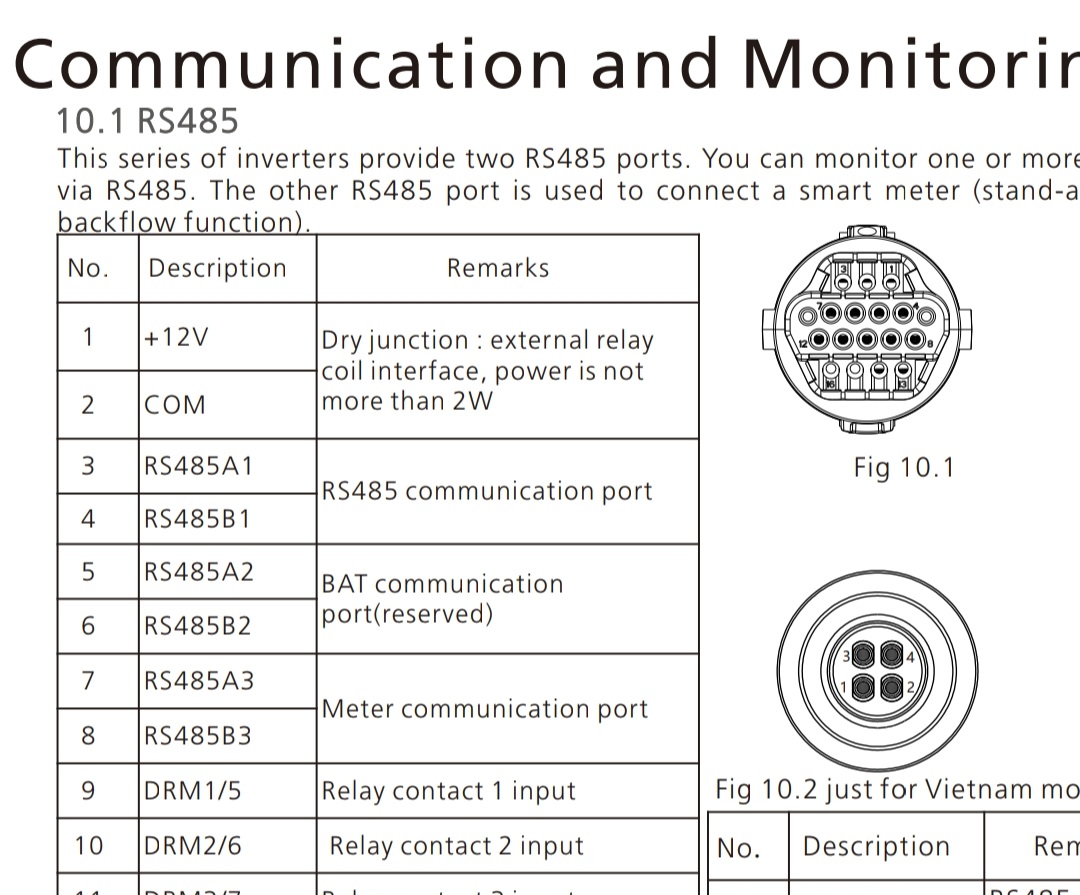 Communication and Monitorin
10.1 RS485
This series of inverters provide two RS485 ports. You can monitor one or more
via RS485. The other RS485 port is used to connect a smart meter (stand-a
backflow function).
No. Description Remarks
1 +12V Dry junction : external relay
coil interface, power is not
more than 2W
2 COM
3 RS485A1 RS485 communication port
4 RS485B1
5 RS485A2 BAT communication
port(reserved)
6 RS485B2
7 RS485A3 Meter communication port
8 RS485B3
9 DRM1/5 Relay contact 1 input
10 DRM2/6 Relay contact 2 input
3 1
7 4
12 8
16 13
Fig 10.1
3 4
1 2
Fig 10.2 just for Vietnam mo
No. Description Rem